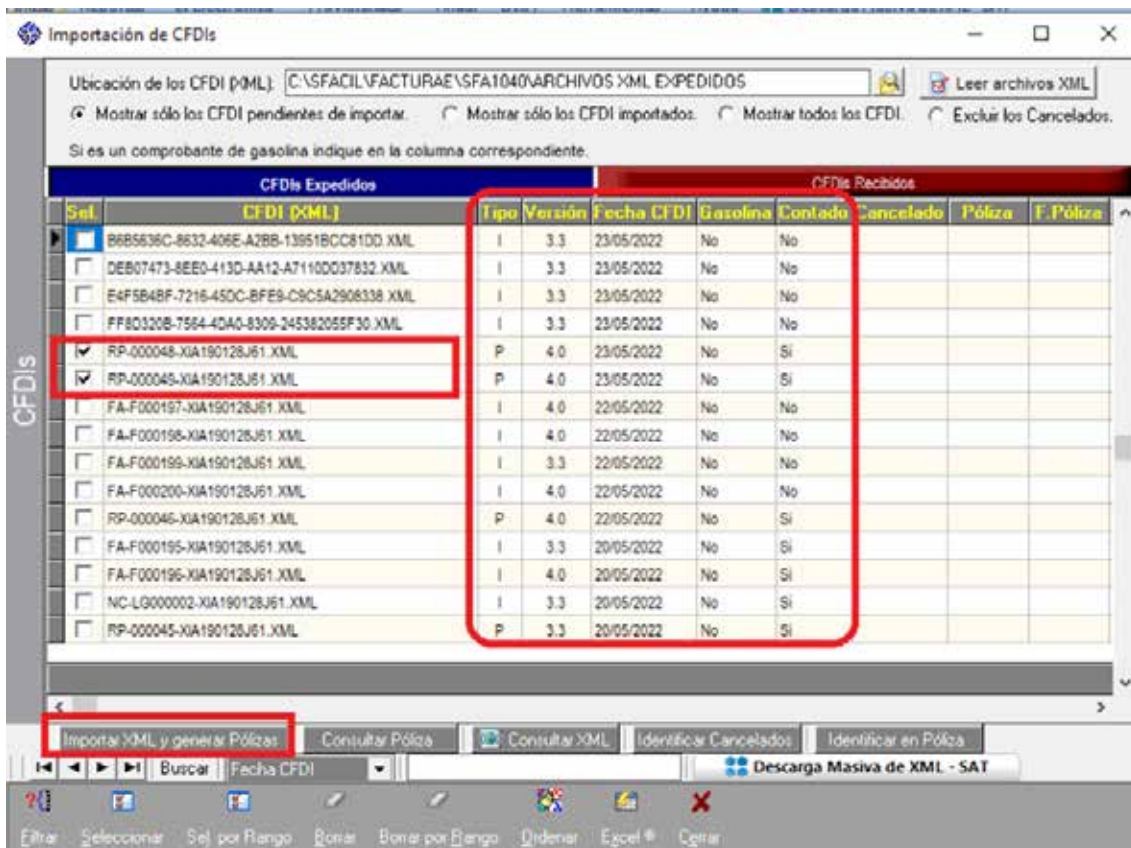 Importación de CFDIs
Ubicación de los CFDI (XML): C:\SFACIL\FACTURAE\SFA1040\ARCHIVOS XML EXPEDIDOS Leer archivos XML
Mostrar sólo los CFDI pendientes de importar. Mostrar sólo los CFDI importados. Mostrar todos los CFDI. Excluir los Cancelados.
Si es un comprobante de gasolina indique en la columna correspondiente.
CFDIs Expedidos CFDIs Recibidos
Sel. CFDI (XML) Tipo Versión Fecha CFDI Gasolina Contado Cancelado Póliza F.Póliza
B6B5636C-8632-406E-A2BB-13951BCC81DD.XML I 3.3 23/05/2022 No No
DEB07473-8EE0-413D-AA12-A7110DD37832.XML I 3.3 23/05/2022 No No
E4F5B4BF-7216-45DC-BFE9-C9C5A2908338.XML I 3.3 23/05/2022 No No
FF8D320B-7564-4DA0-8309-245382055F30.XML I 3.3 23/05/2022 No No
RP-000048-XIA190128J61.XML P 4.0 23/05/2022 Si
RP-000049-XIA190128J61.XML P 4.0 23/05/2022 No Si
FA-F000197-XIA190128J61.XML I 4.0 22/05/2022 No No
FA-F000198-XIA190128J61.XML I 4.0 22/05/2022 No No
FA-F000199-XIA190128J61.XML I 3.3 22/05/2022 No No
FA-F000200-XIA190128J61.XML I 4.0 22/05/2022 No No
RP-000046-XIA190128J61.XML P 4.0 22/05/2022 No Si
FA-F000195-XIA190128J61.XML I 3.3 20/05/2022 No Si
FA-F000196-XIA190128J61.XML I 4.0 20/05/2022 No Si
NC-LG000002-XIA190128J61.XML I 3.3 20/05/2022 No Si
RP-000045-XIA190128J61.XML P 3.3 20/05/2022 No Si
CFDIs
Importar XML y generar Pólizas Consultar Póliza Consultar XML Identificar Cancelados Identificar en Póliza
Buscar Fecha CFDI Descarga Masiva de XML - SAT
Filtrar Seleccionar Sel. por Rango Borrar Borrar por Rango Ordenar Excel ® Cerrar